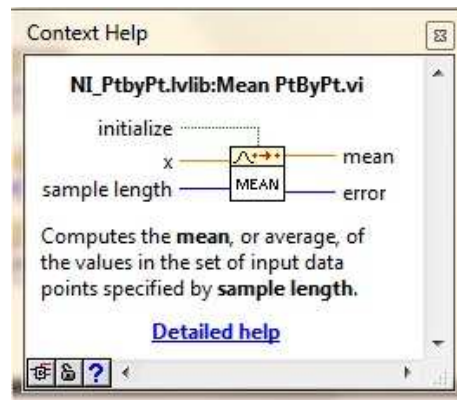 Context Help
NI_PtbyPt.lvlib:Mean PtByPt.vi
initialize
x
mean
sample length
MEAN
error
Computes the mean, or average, of
the values in the set of input data
points specified by sample length.
Detailed help
?